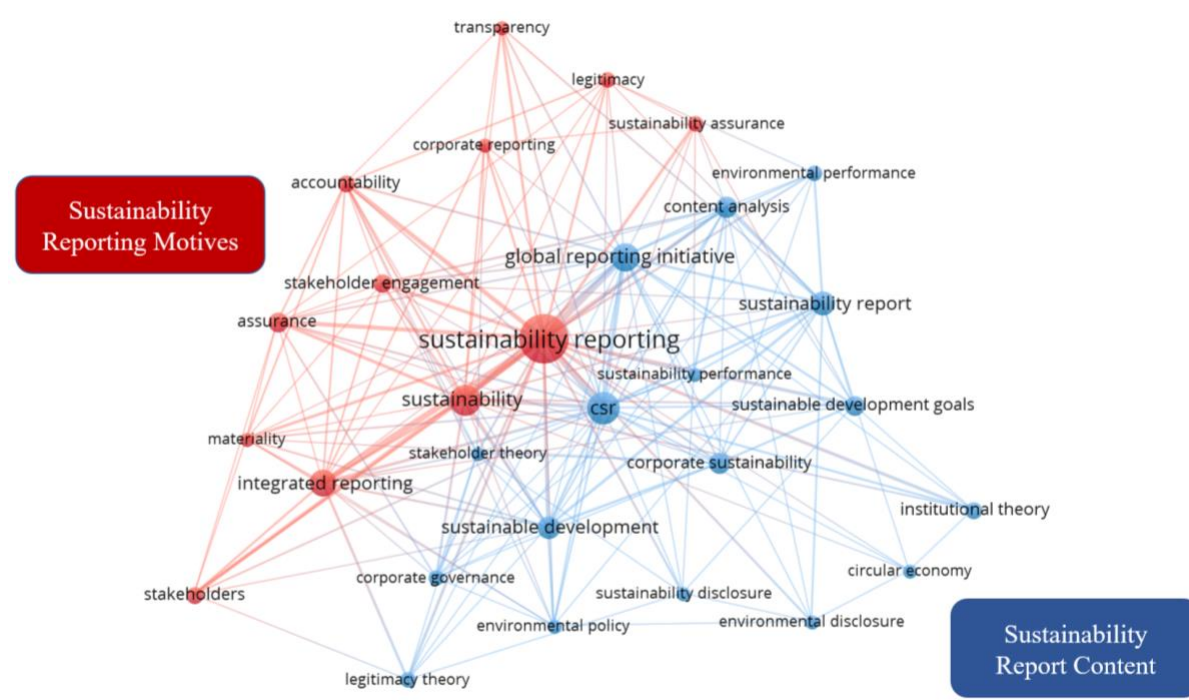 transparency
legitimacy
sustainability assurance
corporate reporting
environmental performance
accountability
content analysis
Sustainability
Reporting Motives
global reporting initiative
stakeholder engagement
sustainability report
assurance
sustainability reporting
sustainability performance
sustainability
csr
sustainable development goals
materiality
stakeholder theory
corporate sustainability
integrated reporting
institutional theory
sustainable development
circular economy
corporate governance
stakeholders
sustainability disclosure
environmental policy
environmental disclosure
Sustainability
Report Content
legitimacy theory